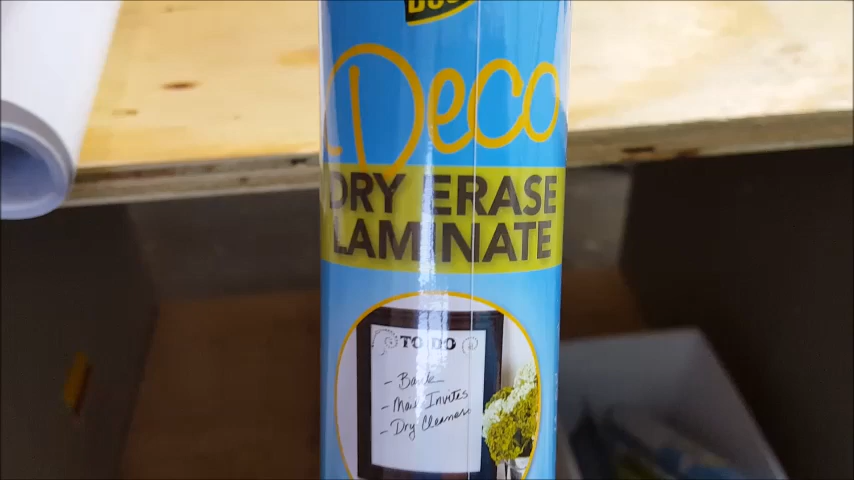 Deco
DRY ERASE
LAMINATE
TO DO
- Bank
- Mail Invites
- Dry Cleaners